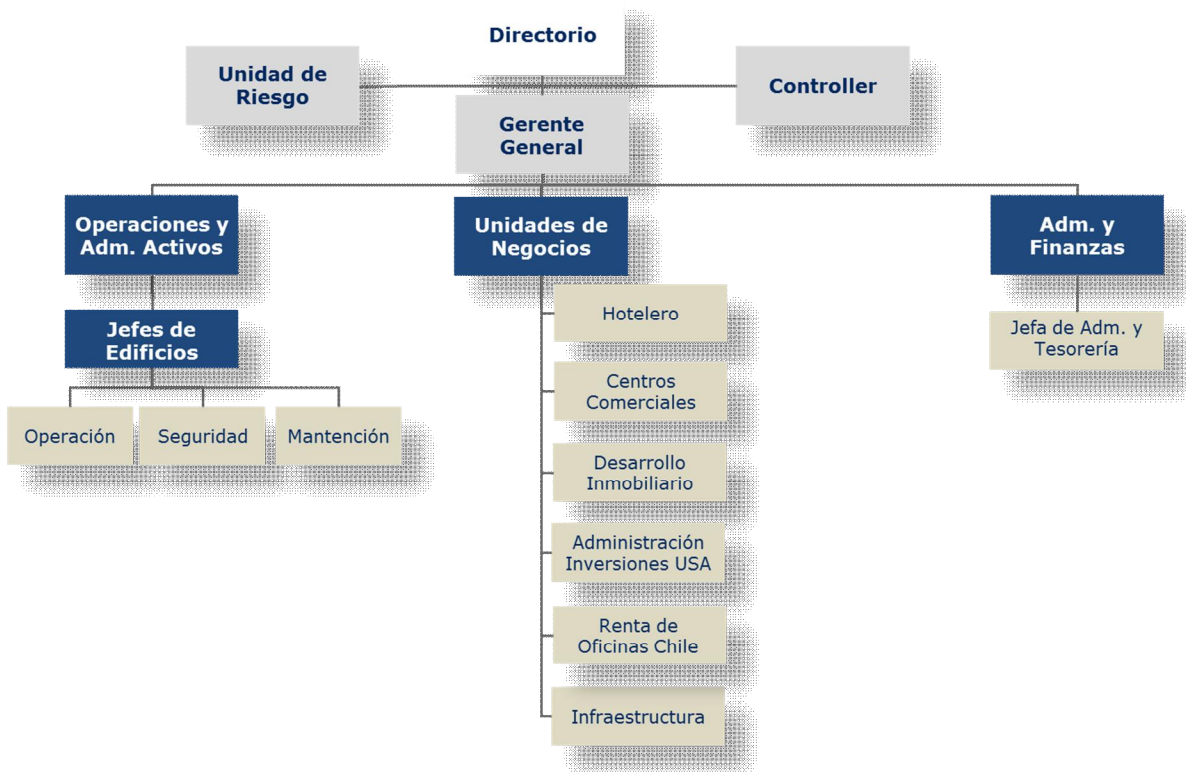 Directorio
Unidad de
Riesgo
Controller
Gerente
General
Operaciones y
Adm. Activos
Unidades de
Negocios
Adm. y
Finanzas
Jefes de
Edificios
Operación
Seguridad
Mantención
Hotelero
Centros
Comerciales
Desarrollo
Inmobiliario
Administración
Inversiones USA
Renta de
Oficinas Chile
Infraestructura
Jefa de Adm. y
Tesorería